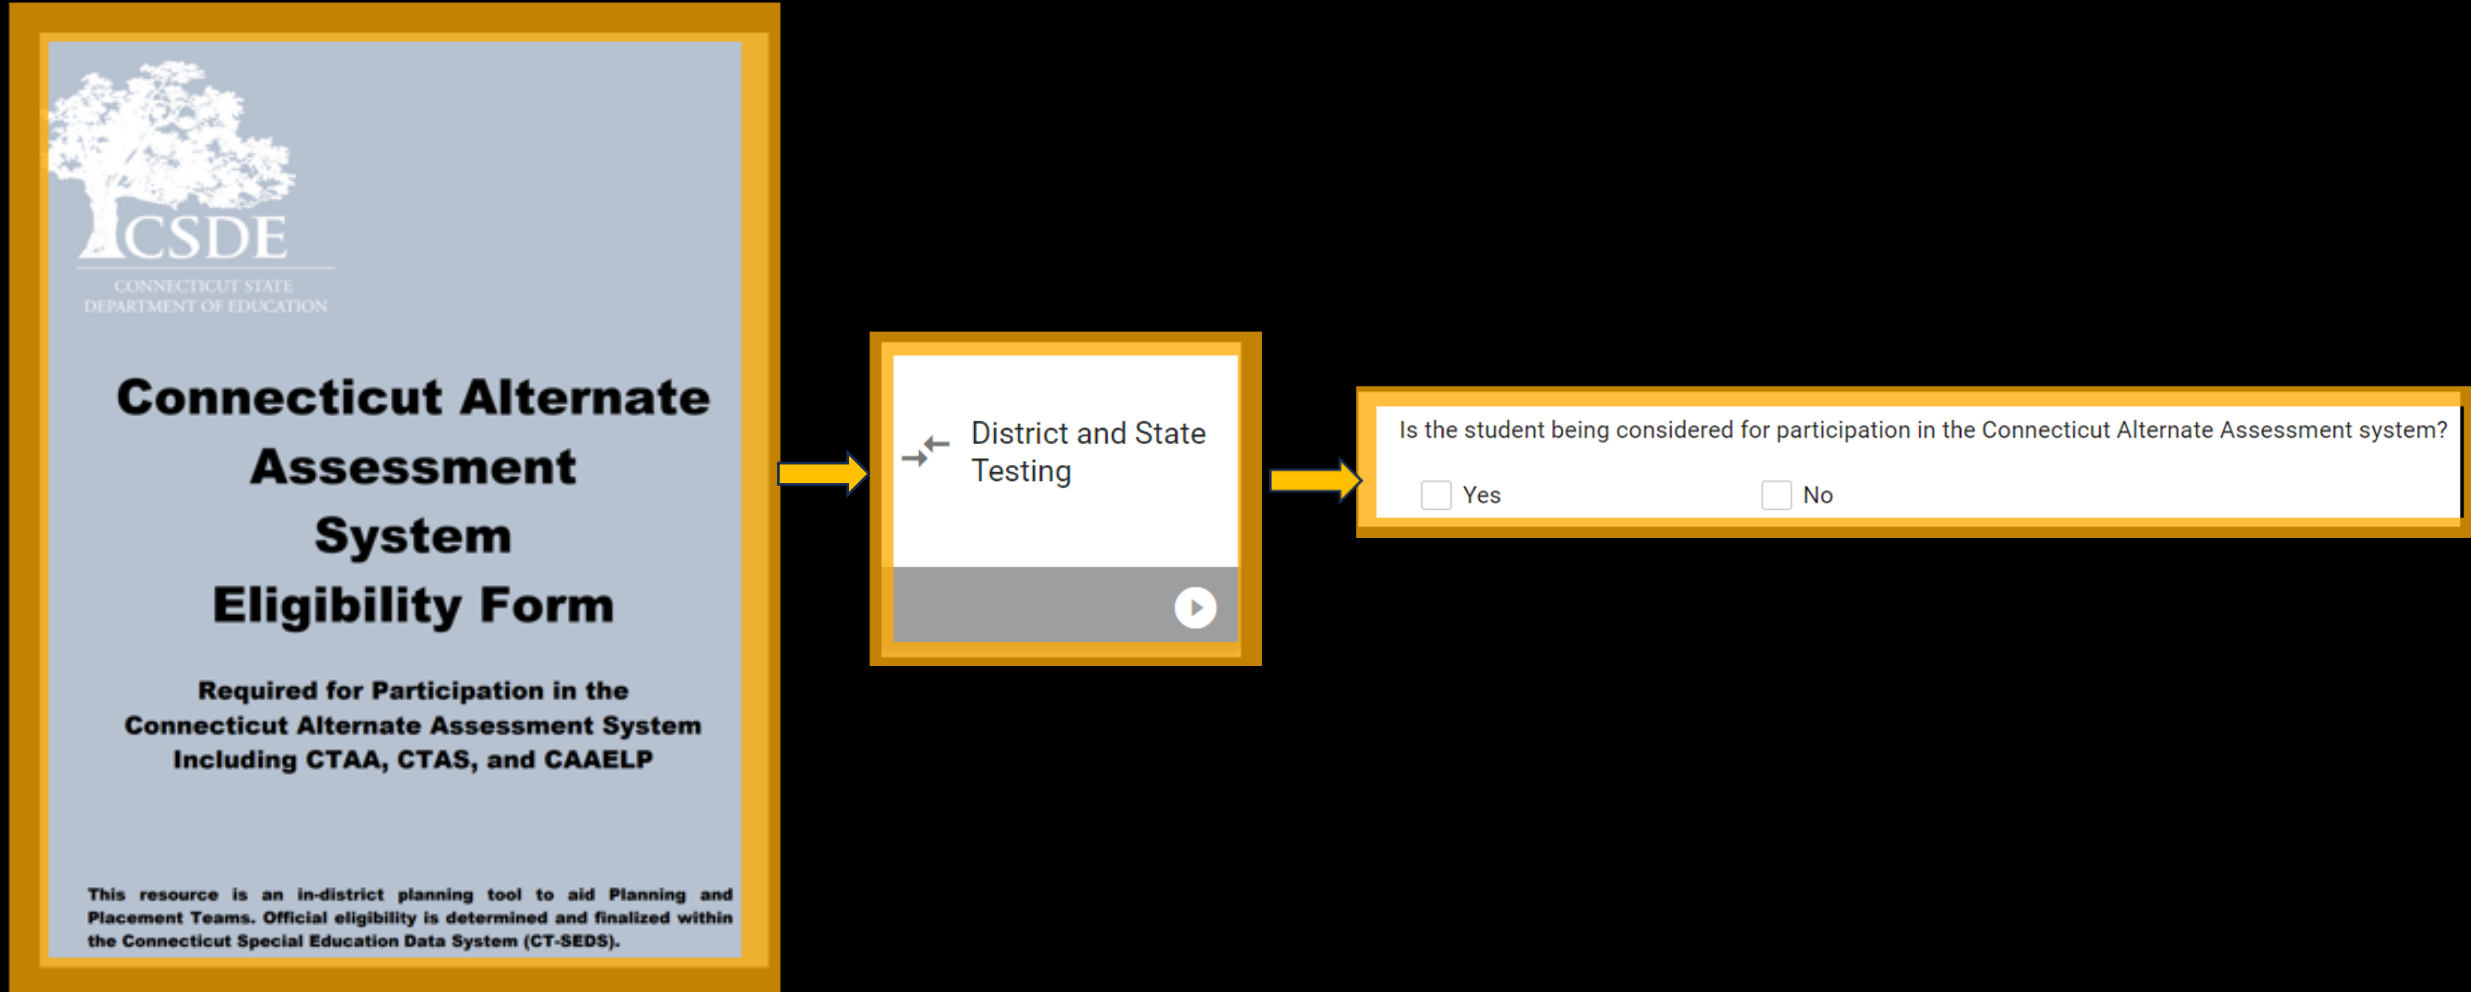 CSDE
CONNECTICUT STATE
DEPARTMENT OF EDUCATION
Connecticut Alternate
Assessment
System
Eligibility Form
Required for Participation in the
Connecticut Alternate Assessment System
Including CTAA, CTAS, and CAAELP
This resource is an in-district planning tool to aid Planning and
Placement Teams. Official eligibility is determined and finalized within
the Connecticut Special Education Data System (CT-SEDS).
District and State
Testing
Is the student being considered for participation in the Connecticut Alternate Assessment system?
Yes No